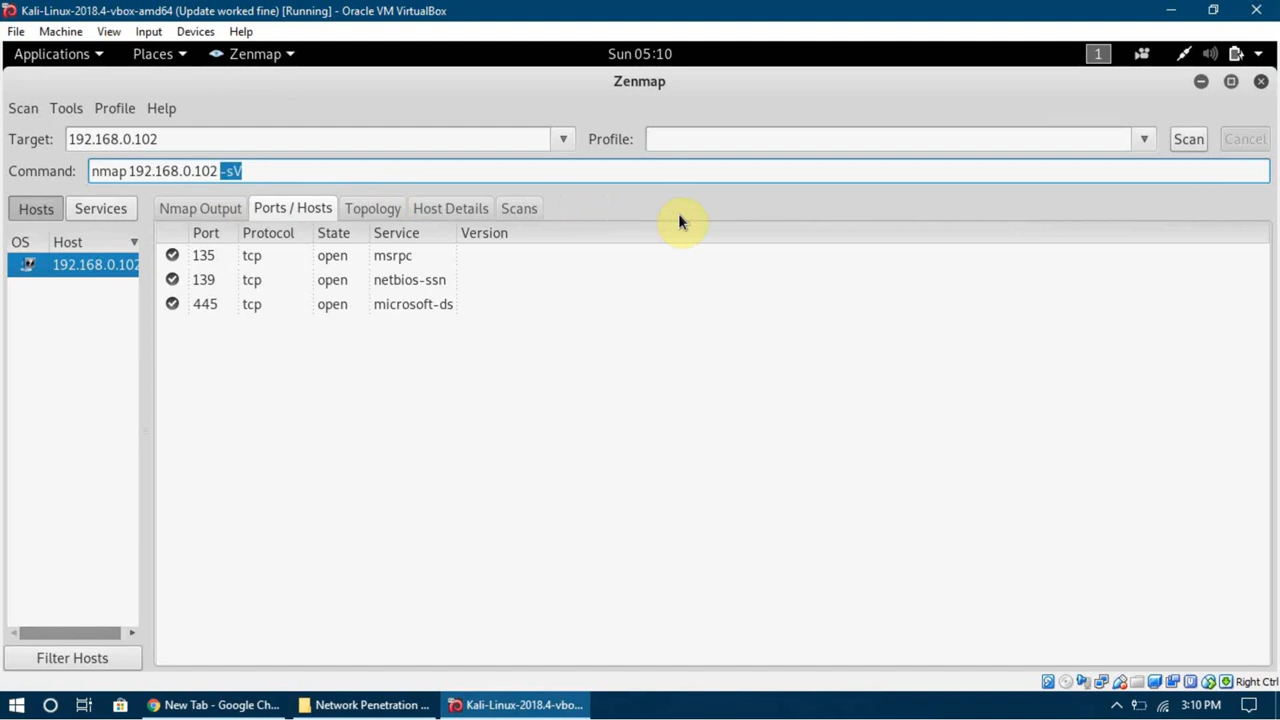 Kali-Linux-2018.4-vbox-amd64 (Update worked fine) [Running] - Oracle VM VirtualBox
File Machine View Input Devices Help
Applications Places Zenmap Sun 05:10 1
Zenmap
Scan Tools Profile Help
Target: 192.168.0.102 Profile: Scan Cancel
Command: nmap 192.168.0.102 -sV
Hosts Services Nmap Output Ports / Hosts Topology Host Details Scans
OS Host Port Protocol State Service Version
192.168.0.102 135 tcp open msrpc
139 tcp open netbios-ssn
445 tcp open microsoft-ds
Filter Hosts
Right Ctrl
New Tab - Google Ch... Network Penetration ... Kali-Linux-2018.4-vbo... 3:10 PM